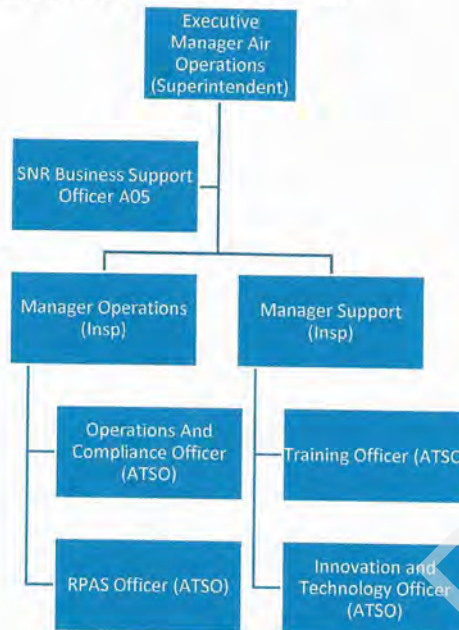 Executive
Manager Air
Operations
(Superintendent)
SNR Business Support
Officer A05
Manager Operations
(Insp)
Manager Support
(Insp)
Operations And
Compliance Officer
(ATSO)
Training Officer (ATSO
RPAS Officer (ATSO)
Innovation and
Technology Officer
(ATSO)